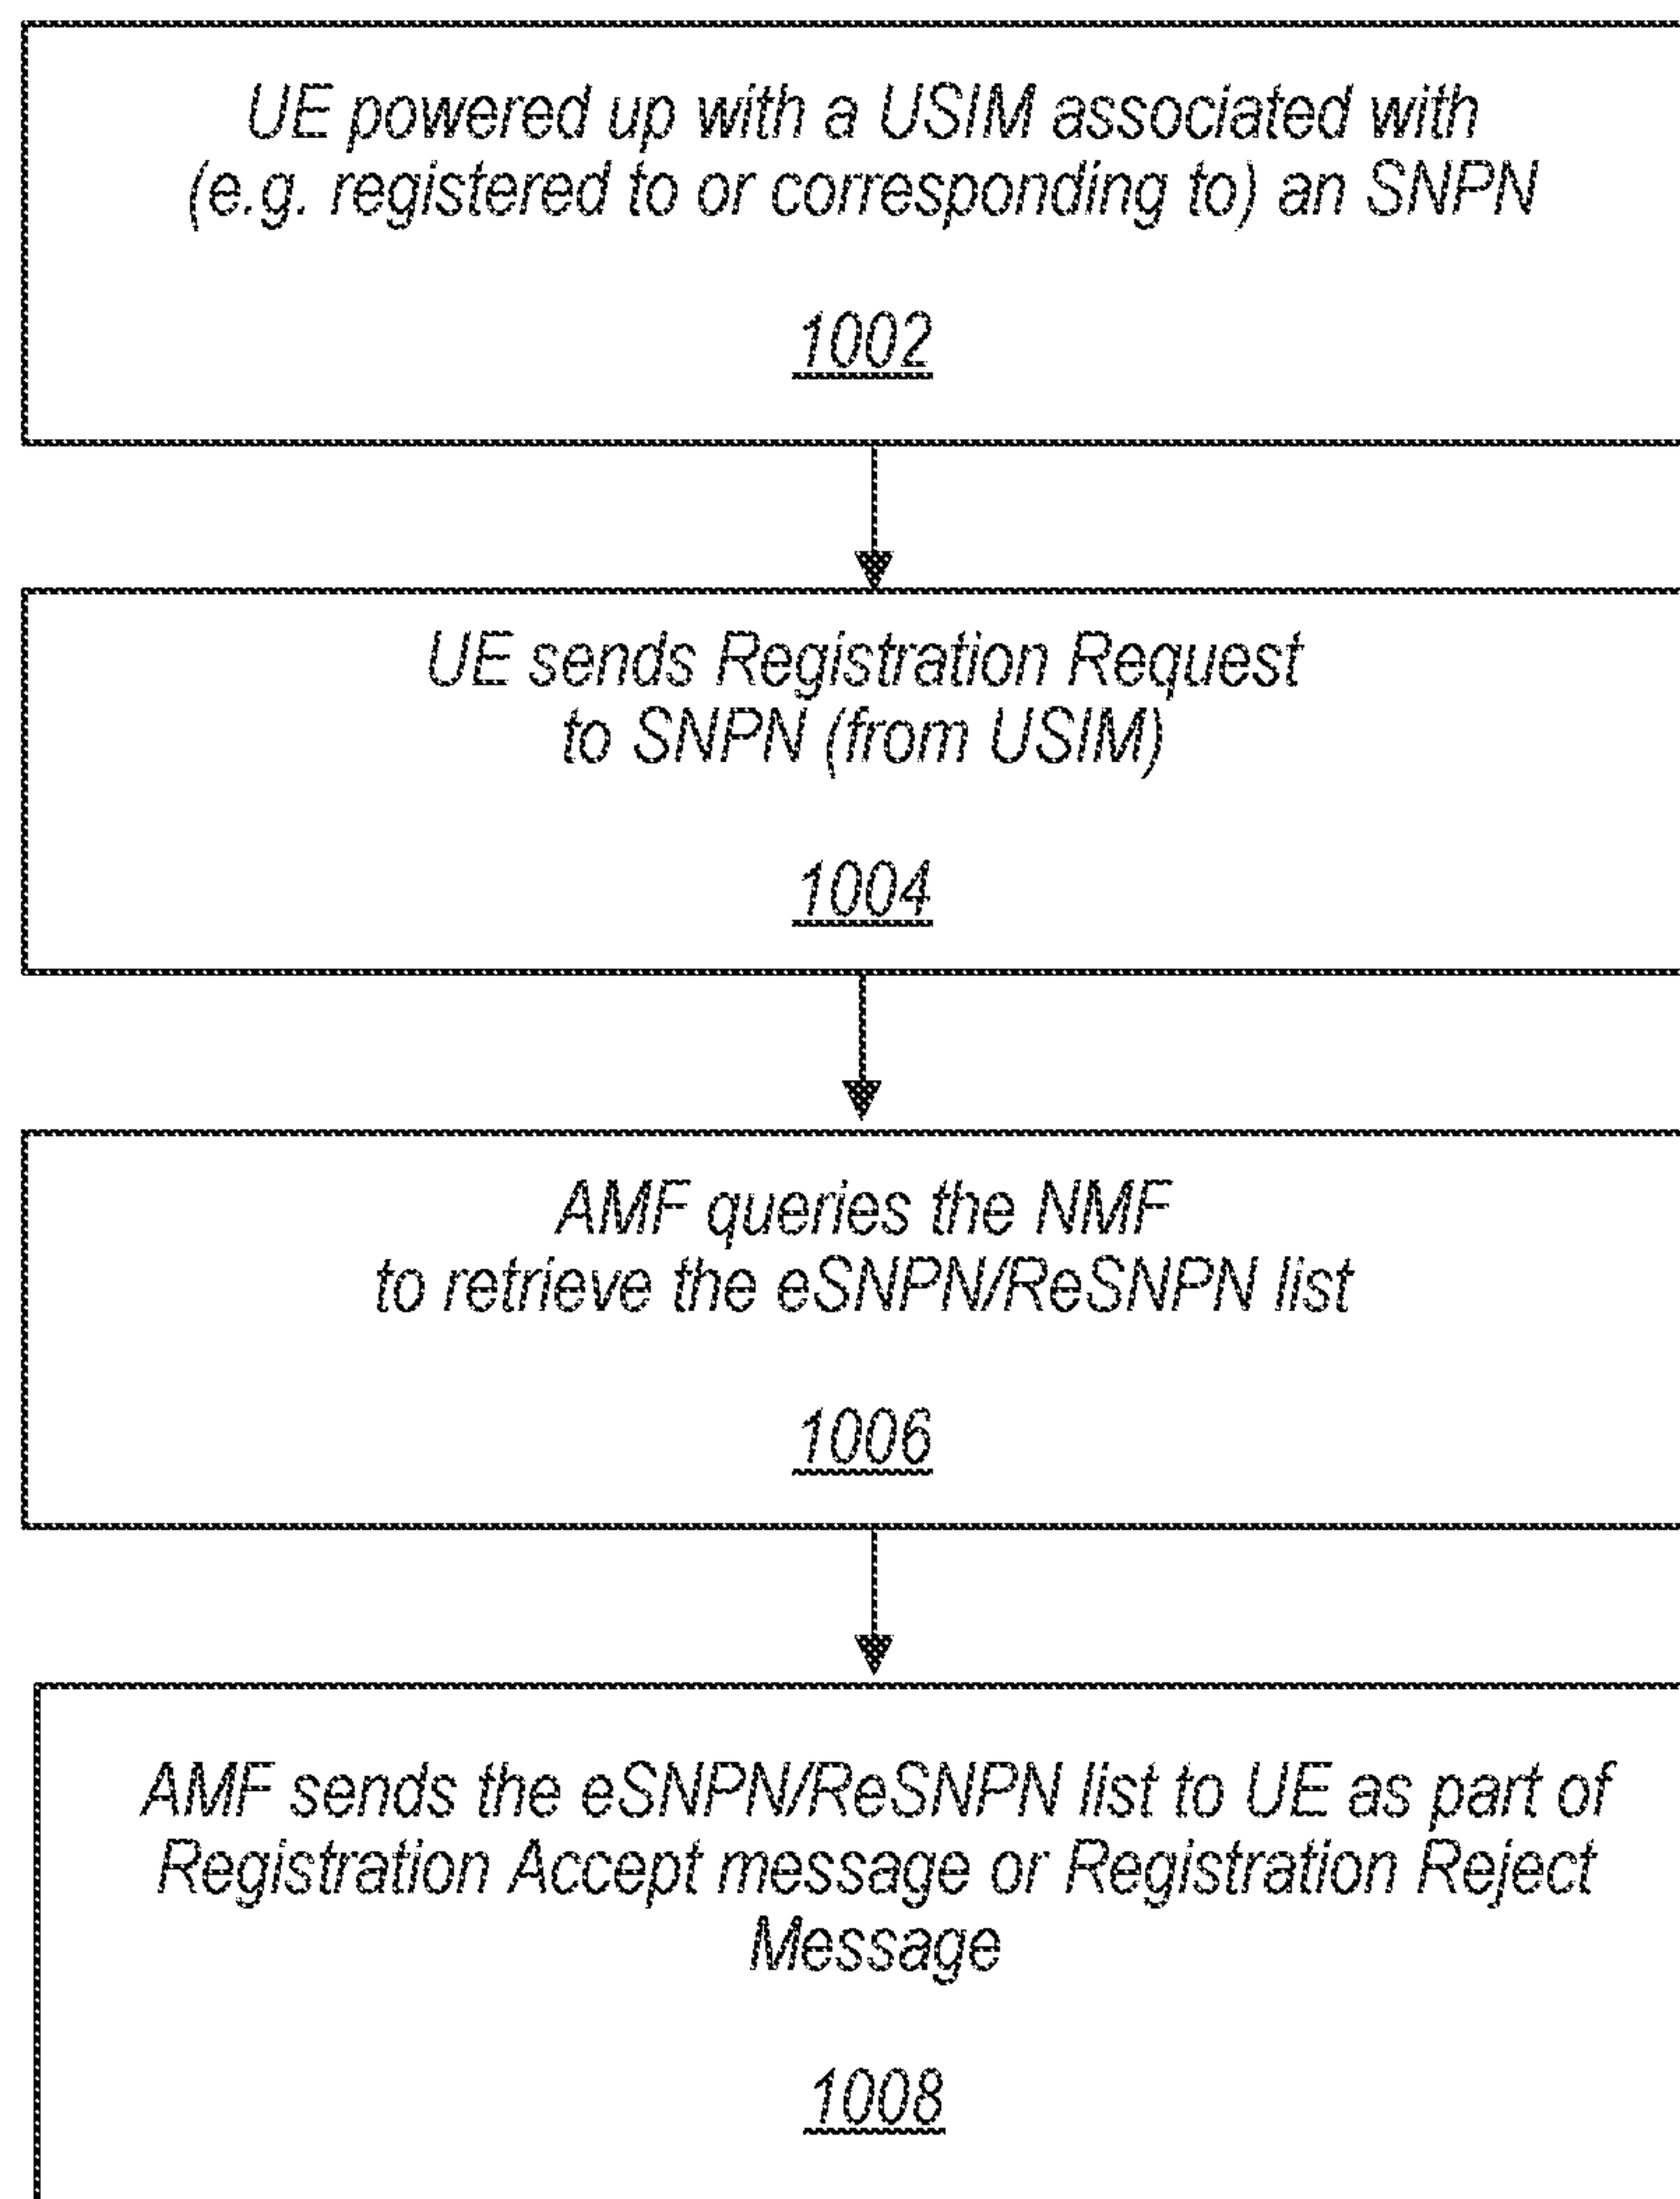 UE powered up with a USIM associated with
(e.g. registered to or corresponding to) an SNPN
1002
UE sends Registration Request
to SNPN (from USIM)
1004
AMF queries the NMF
to retrieve the eSNPN/ReSNPN list
1006
AMF sends the eSNPN/ReSNPN list to UE as part of
Registration Accept message or Registration Reject
Message
1008